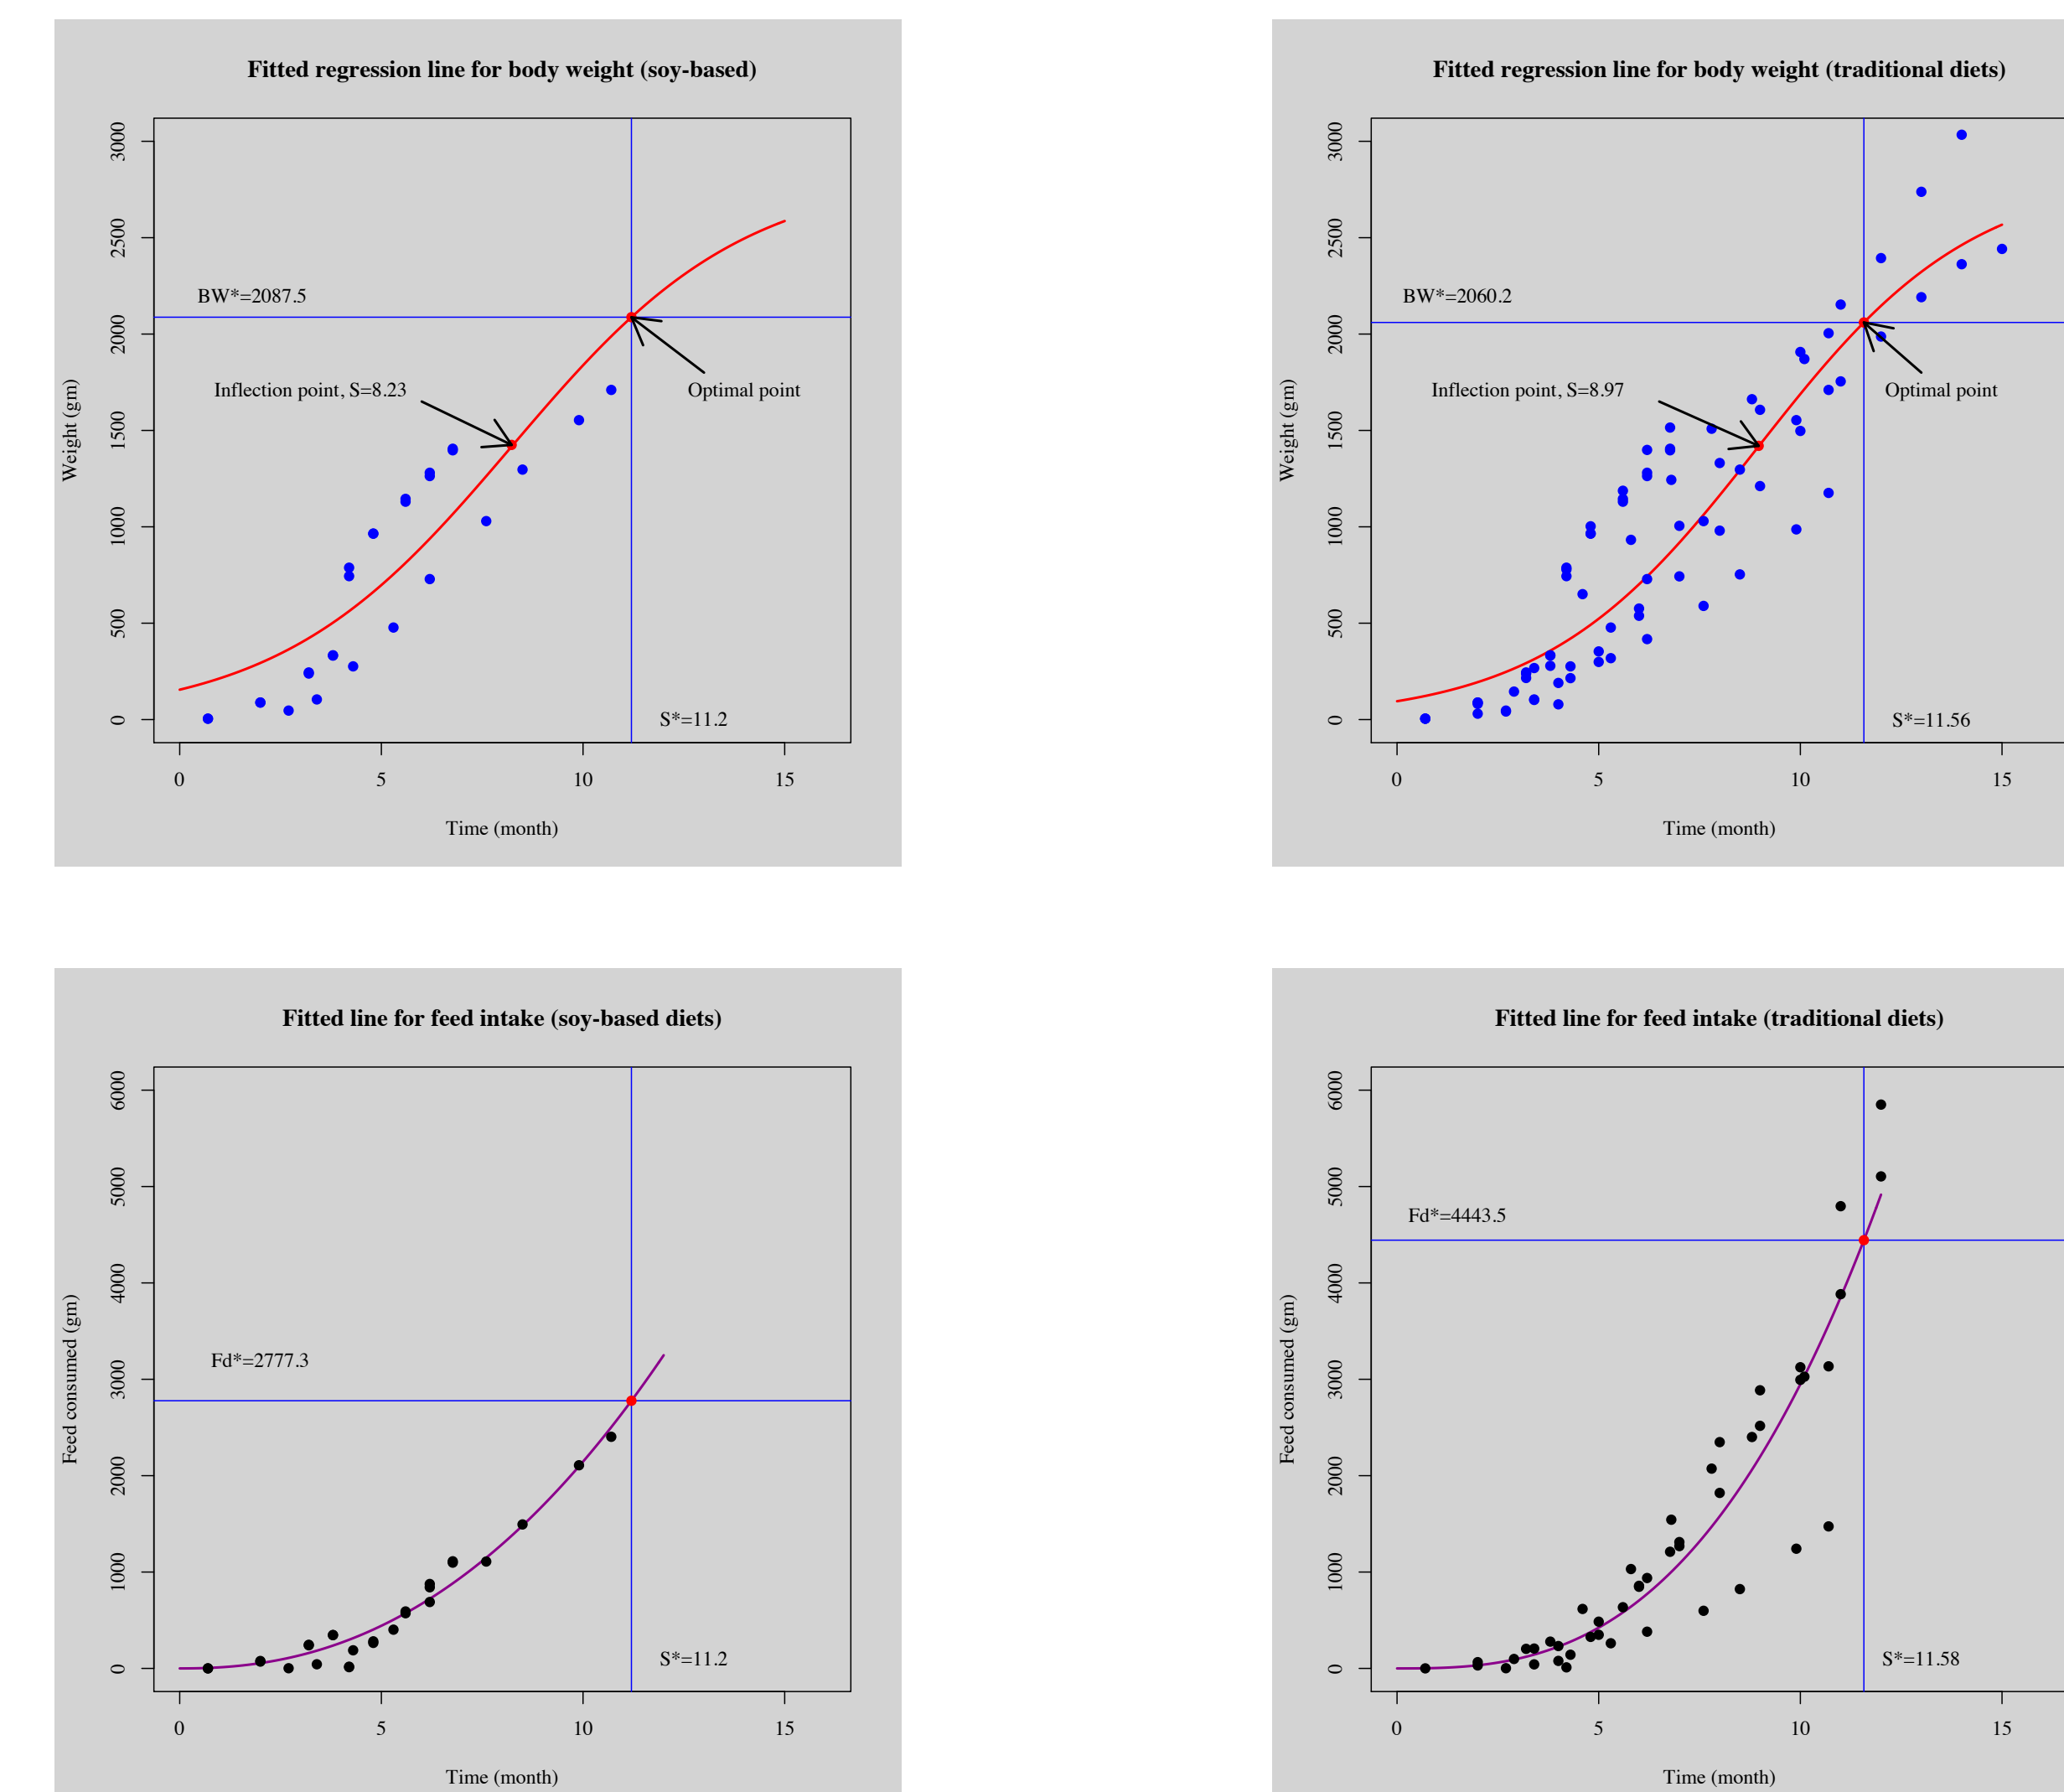 Fitted regression line for body weight (soy-based)
3000
2500
2000
1500
1000
500
0
Weight (gm)
BW*=2087.5
Inflection point, S=8.23
Optimal point
S*=11.2
0 5 10 15
Time (month)
Fitted regression line for body weight (traditional diets)
3000
2500
2000
1500
1000
500
0
Weight (gm)
BW*=2060.2
Inflection point, S=8.97
Optimal point
S*=11.56
0 5 10 15
Time (month)
Fitted line for feed intake (soy-based diets)
6000
5000
4000
3000
2000
1000
0
Feed consumed (gm)
Fd*=2777.3
S*=11.2
0 5 10 15
Time (month)
Fitted line for feed intake (traditional diets)
6000
5000
4000
3000
2000
1000
0
Feed consumed (gm)
Fd*=4443.5
S*=11.58
0 5 10 15
Time (month)